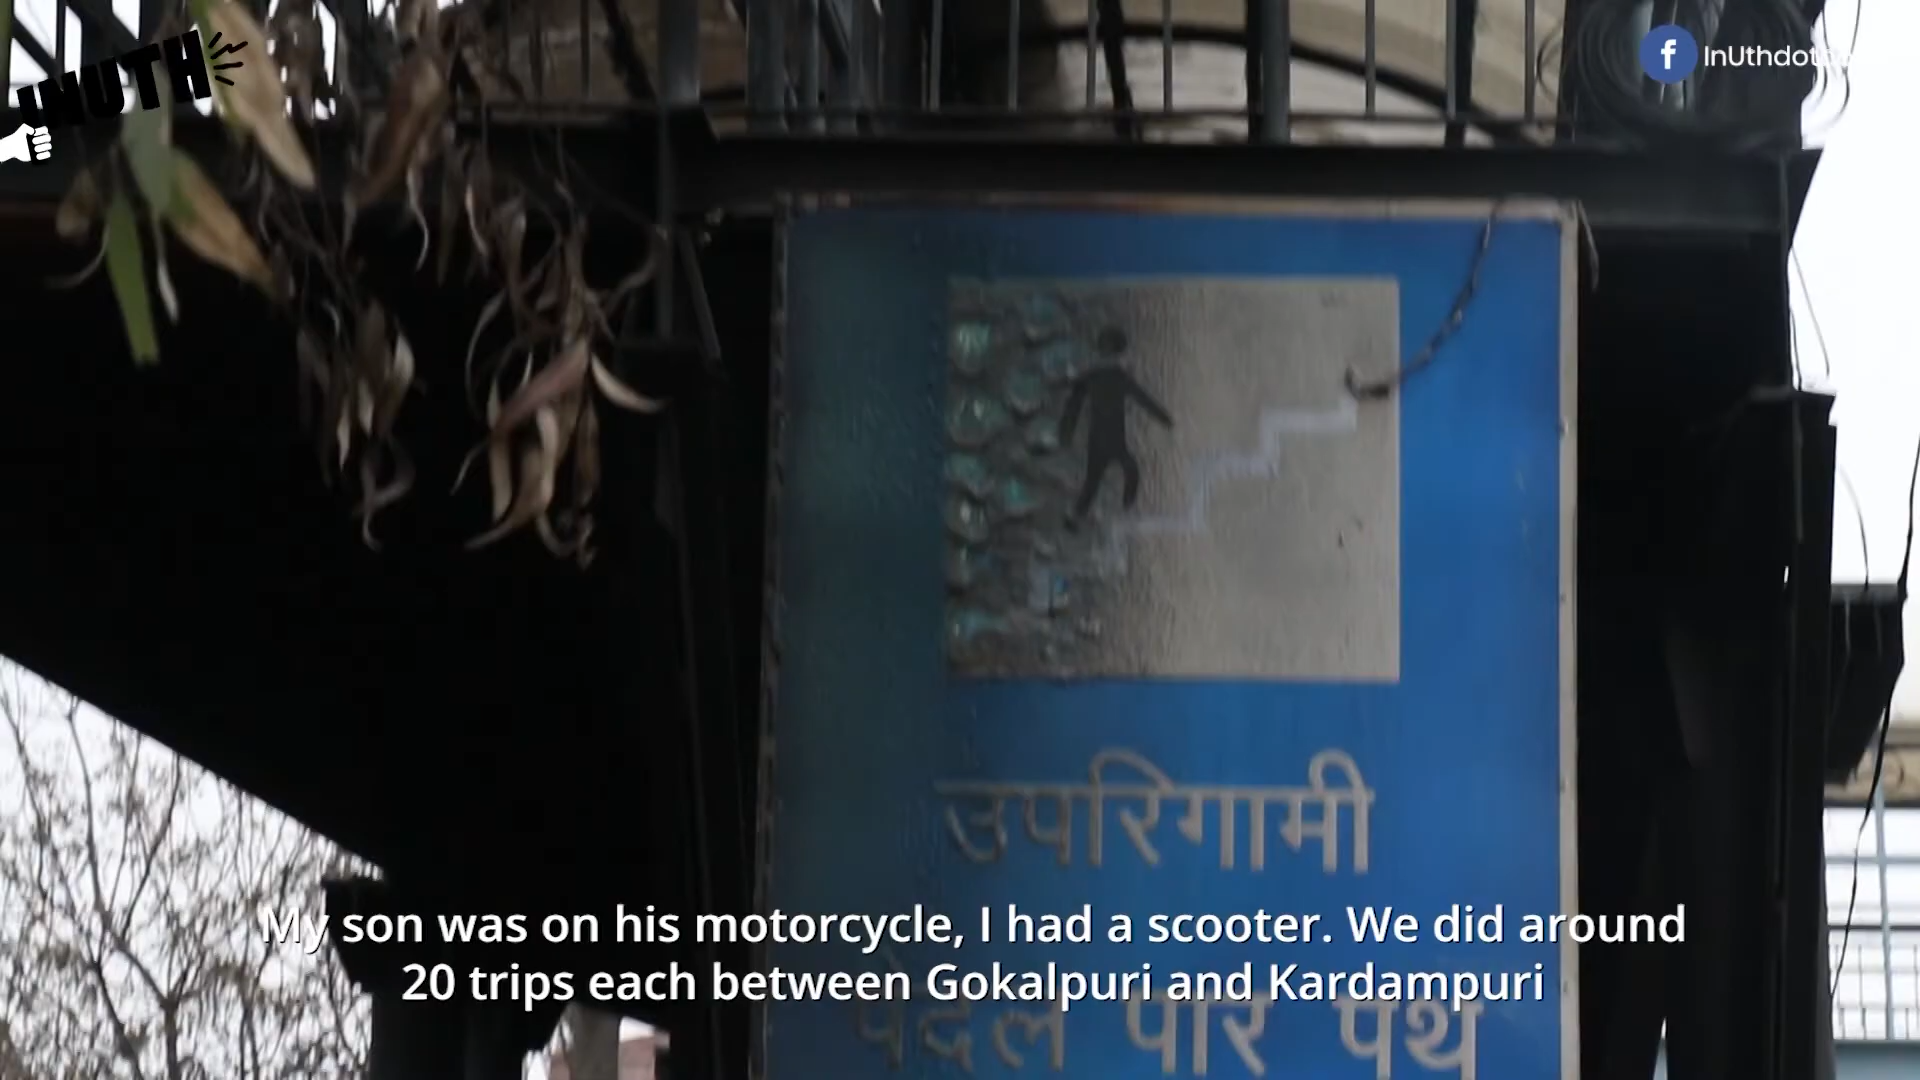 INUTH
f InUthdot
उपरिगामी
My son was on his motorcycle, I had a scooter. We did around
20 trips each between Gokalpuri and Kardampuri
पैदल पार पथ